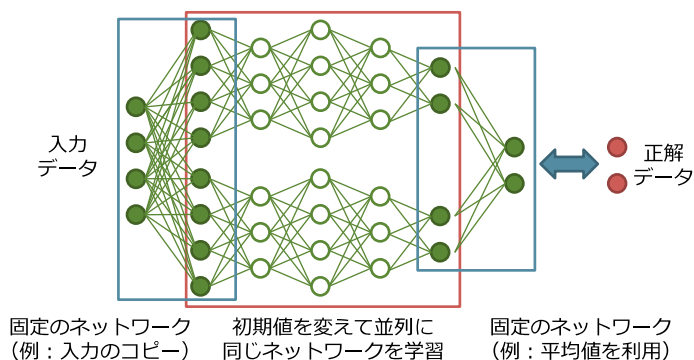 入力
データ
正解
データ
固定のネットワーク
（例：入力のコピー）
初期値を変えて並列に
同じネットワークを学習
固定のネットワーク
（例：平均値を利用）